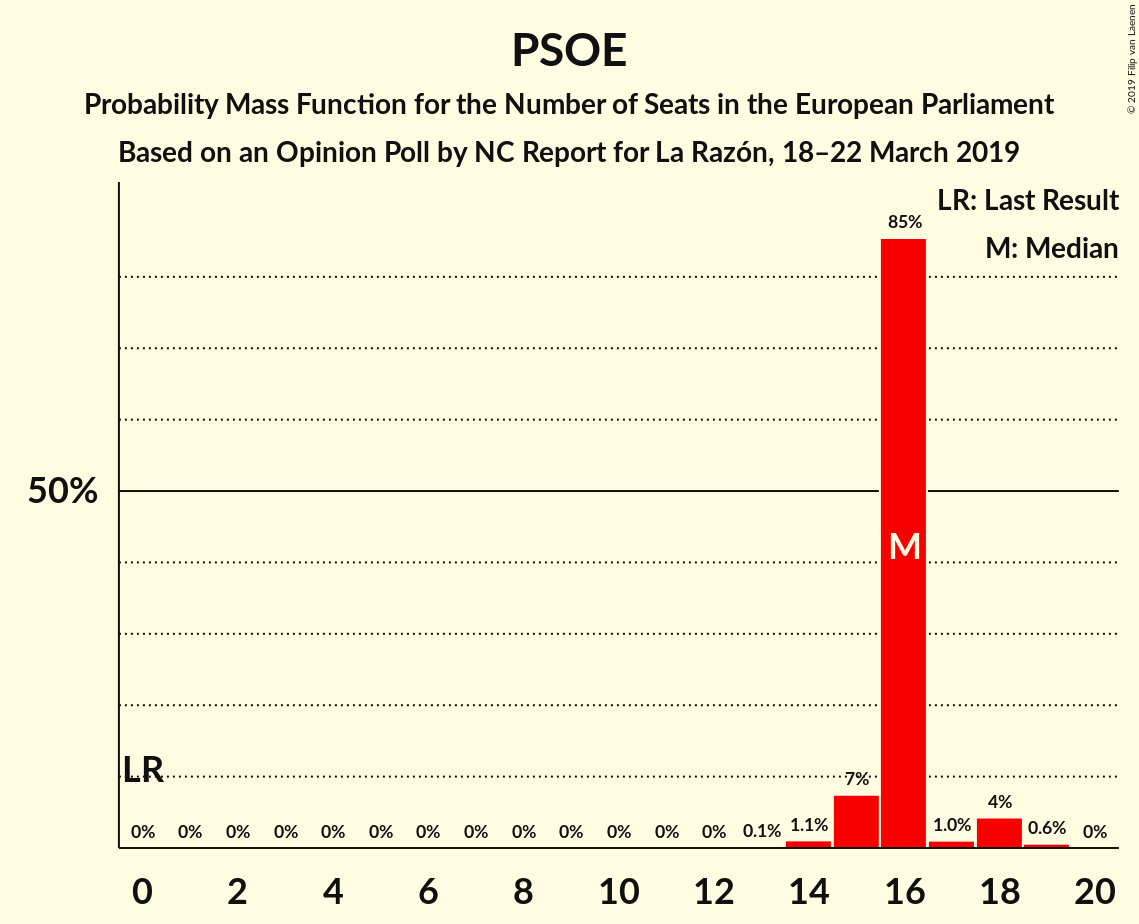 PSOE
Probability Mass Function for the Number of Seats in the European Parliament
Based on an Opinion Poll by NC Report for La Razón, 18–22 March 2019
© 2019 Filip van Laenen
LR: Last Result
M: Median
85%
50%
M
LR
7%
4%
0% 0% 0% 0% 0% 0% 0% 0% 0% 0% 0% 0% 0% 0.1% 1.1% 1.0% 0.6% 0%
0 2 4 6 8 10 12 14 16 18 20